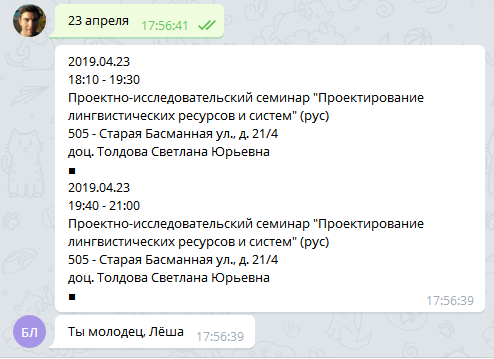 23 апреля 17:56:41
2019.04.23
18:10 - 19:30
Проектно-исследовательский семинар "Проектирование
лингвистических ресурсов и систем" (рус)
505 - Старая Басманная ул., д. 21/4
доц. Толдова Светлана Юрьевна
■
2019.04.23
19:40 - 21:00
Проектно-исследовательский семинар "Проектирование
лингвистических ресурсов и систем" (рус)
505 - Старая Басманная ул., д. 21/4
доц. Толдова Светлана Юрьевна
■ 17:56:39
БЛ Ты молодец, Лёша 17:56:39